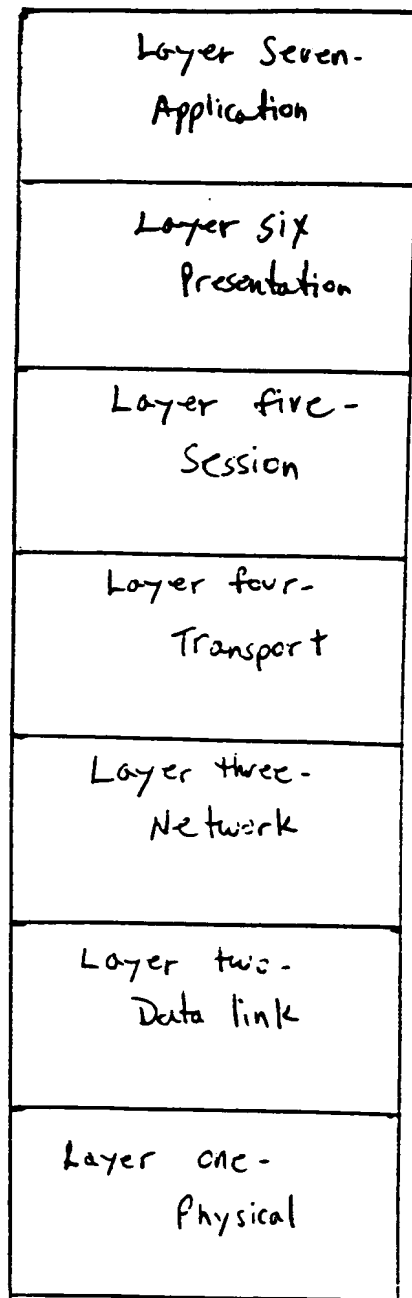 Layer Seven-
Application
Layer six
Presentation
Layer five-
Session
Layer four-
Transport
Layer three-
Network
Layer two-
Data link
Layer one-
Physical